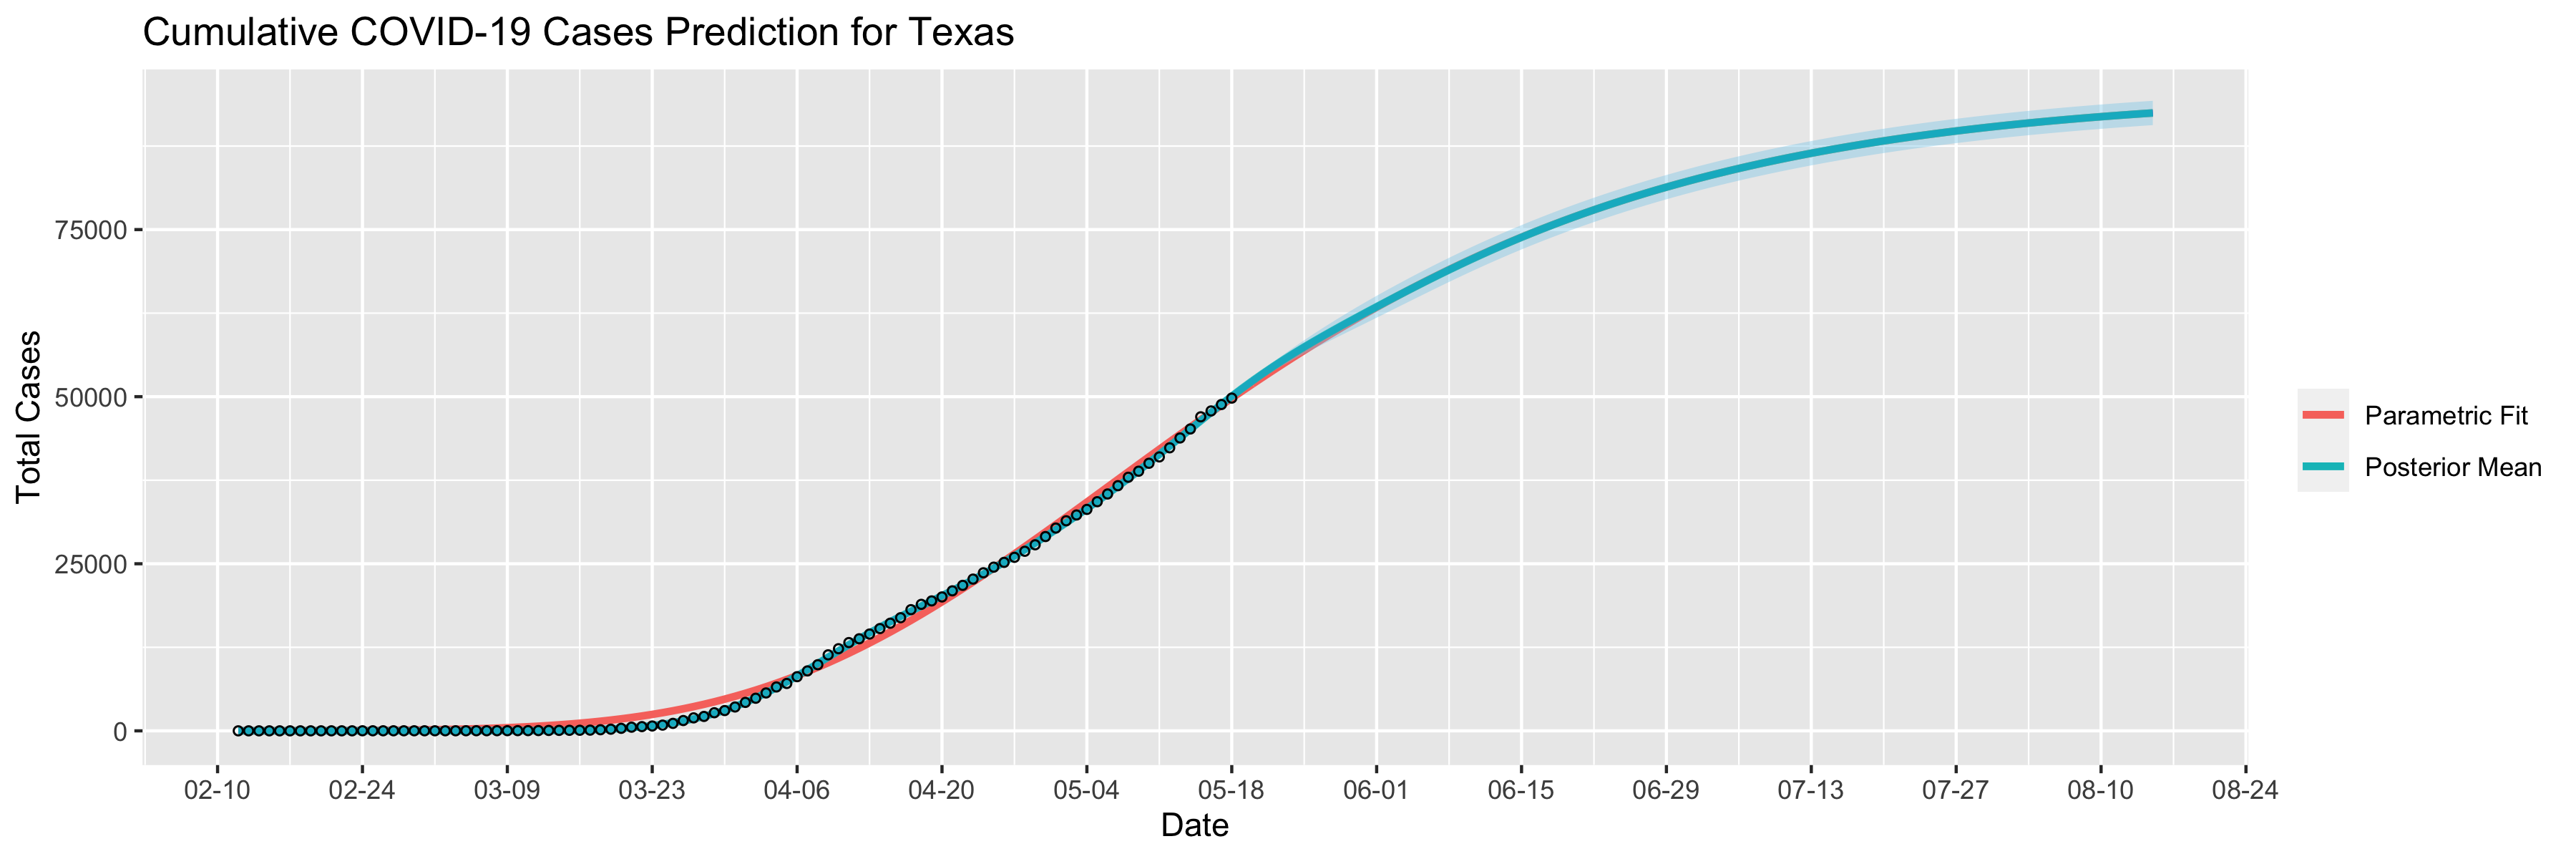 Cumulative COVID-19 Cases Prediction for Texas
Total Cases
75000
50000
25000
0
02-10 02-24 03-09 03-23 04-06 04-20 05-04 05-18 06-01 06-15 06-29 07-13 07-27 08-10 08-24
Date
Parametric Fit
Posterior Mean